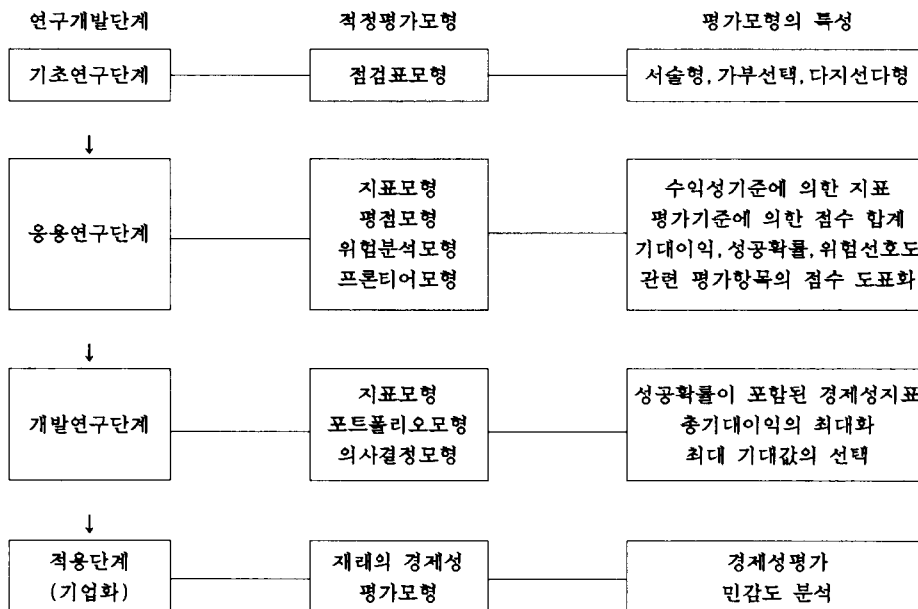 연구개발단계 적정평가모형 평가모형의 특성
기초연구단계 점검표모형 서술형, 가부선택, 다지선다형
↓
응용연구단계
지표모형
평점모형
위험분석모형
프론티어모형
수익성기준에 의한 지표
평가기준에 의한 점수 합계
기대이익, 성공확률, 위험선호도
관련 평가항목의 점수 도표화
↓
개발연구단계
지표모형
포트폴리오모형
의사결정모형
성공확률이 포함된 경제성지표
총기대이익의 최대화
최대 기대값의 선택
↓
적용단계
(기업화)
재래의 경제성
평가모형
경제성평가
민감도 분석